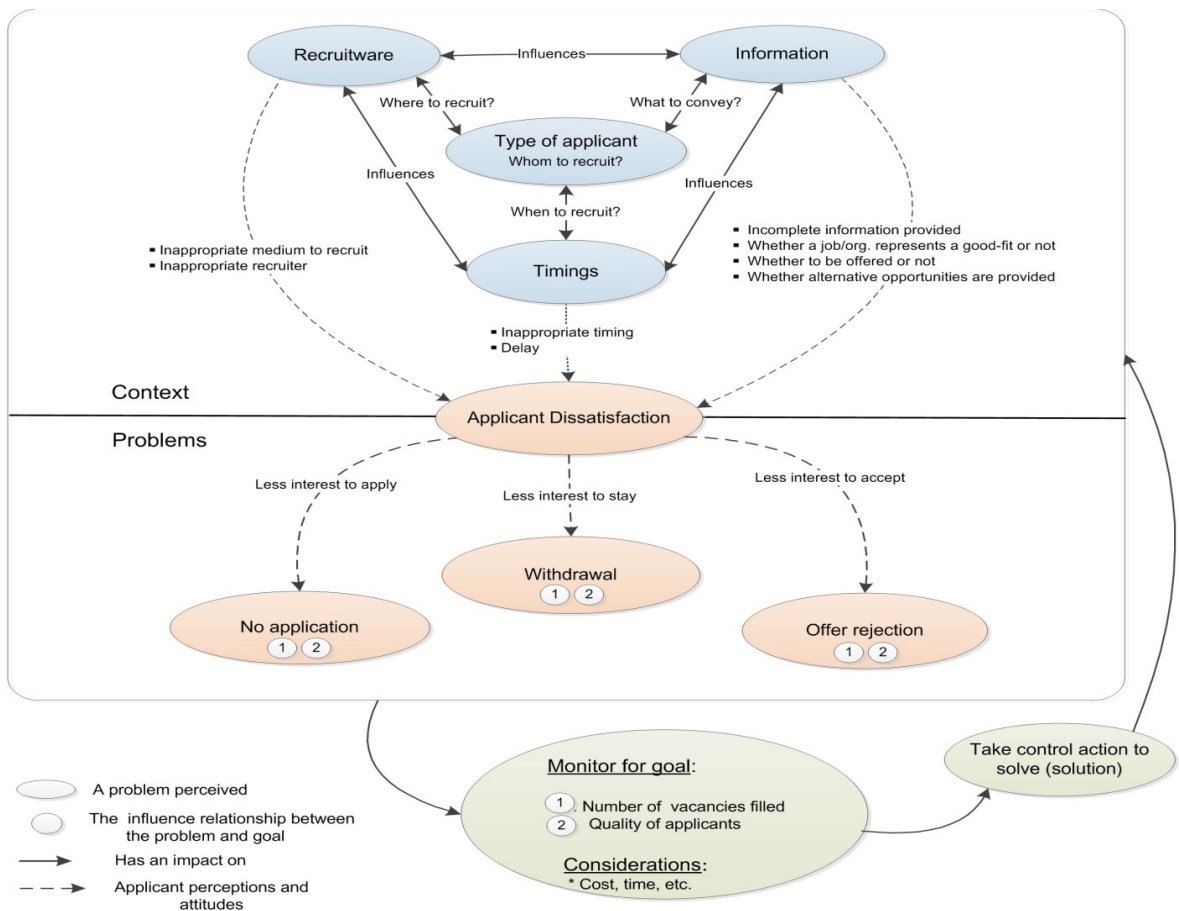 Recruitware
Influences
Information
Where to recruit?
What to convey?
Type of applicant
Whom to recruit?
Influences
Influences
When to recruit?
▪ Inappropriate medium to recruit
▪ Inappropriate recruiter
▪ Incomplete information provided
▪ Whether a job/org. represents a good-fit or not
▪ Whether to be offered or not
▪ Whether alternative opportunities are provided
Timings
▪ Inappropriate timing
▪ Delay
Context
Applicant Dissatisfaction
Problems
Less interest to apply
Less interest to stay
Less interest to accept
Withdrawal
1 2
No application
1 2
Offer rejection
1 2
Monitor for goal:
1. Number of vacancies filled
2 Quality of applicants
Considerations:
* Cost, time, etc.
Take control action to
solve (solution)
A problem perceived
The influence relationship between
the problem and goal
Has an impact on
Applicant perceptions and
attitudes